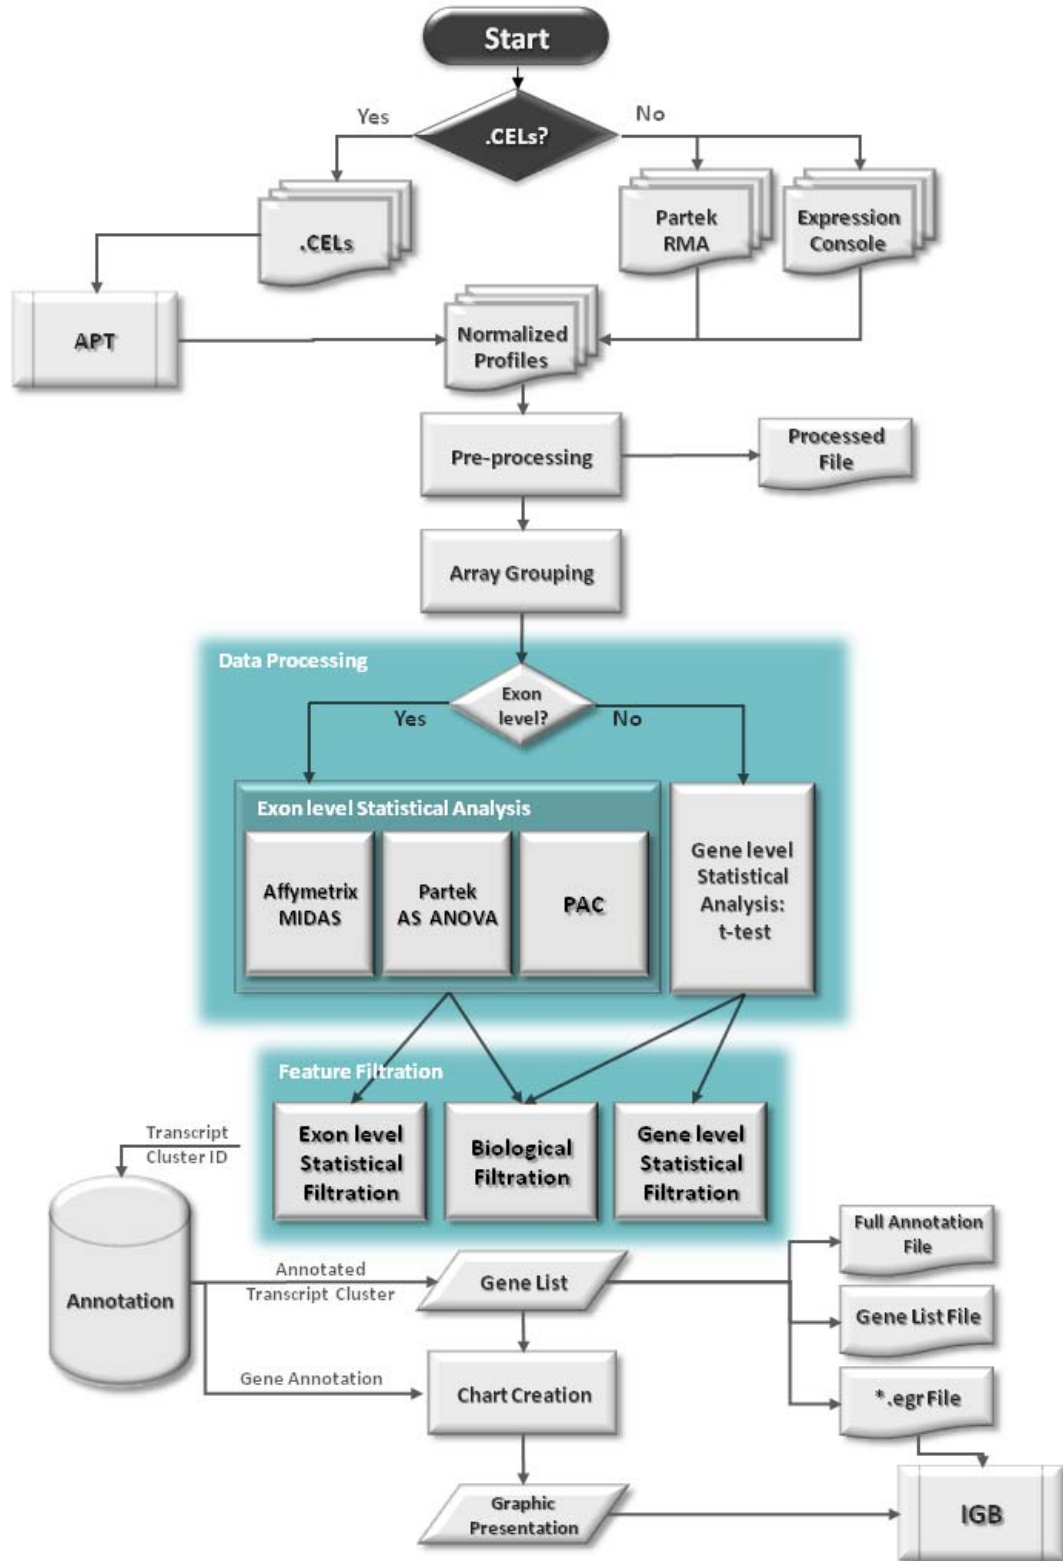 Start
Yes
.CELs?
No
.CELs
Partek
RMA
Expression
Console
APT
Normalized
Profiles
Pre-processing
Processed
File
Array Grouping
Data Processing
Exon
level?
Yes
No
Exon level Statistical Analysis
Affymetrix
MIDAS
Partek
AS ANOVA
PAC
Gene level
Statistical
Analysis:
t-test
Feature Filtration
Exon level
Statistical
Filtration
Biological
Filtration
Gene level
Statistical
Filtration
Transcript
Cluster ID
Annotation
Annotated
Transcript Cluster
Gene List
Full Annotation
File
Gene List File
*.egr File
Gene Annotation
Chart Creation
Graphic
Presentation
IGB